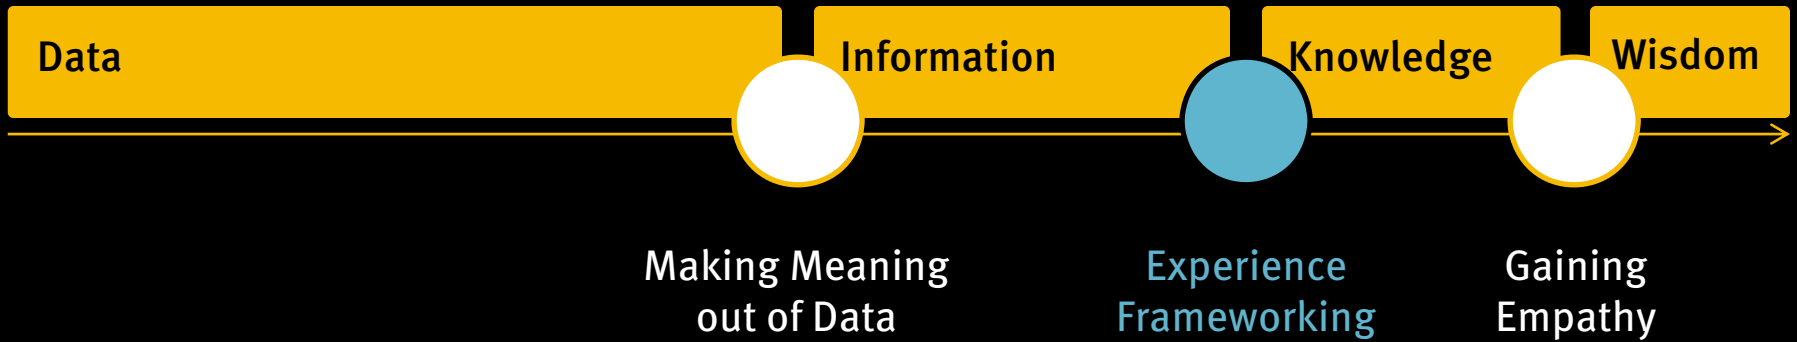 Data
Information
Knowledge
Wisdom
Making Meaning
out of Data
Experience
Frameworking
Gaining
Empathy